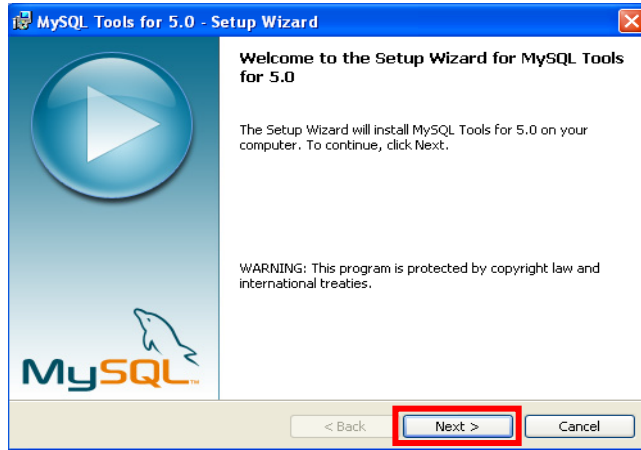 MySQL Tools for 5.0 - Setup Wizard
Welcome to the Setup Wizard for MySQL Tools
for 5.0
The Setup Wizard will install MySQL Tools for 5.0 on your
computer. To continue, click Next.
WARNING: This program is protected by copyright law and
international treaties.
MySQL
< Back
Next >
Cancel